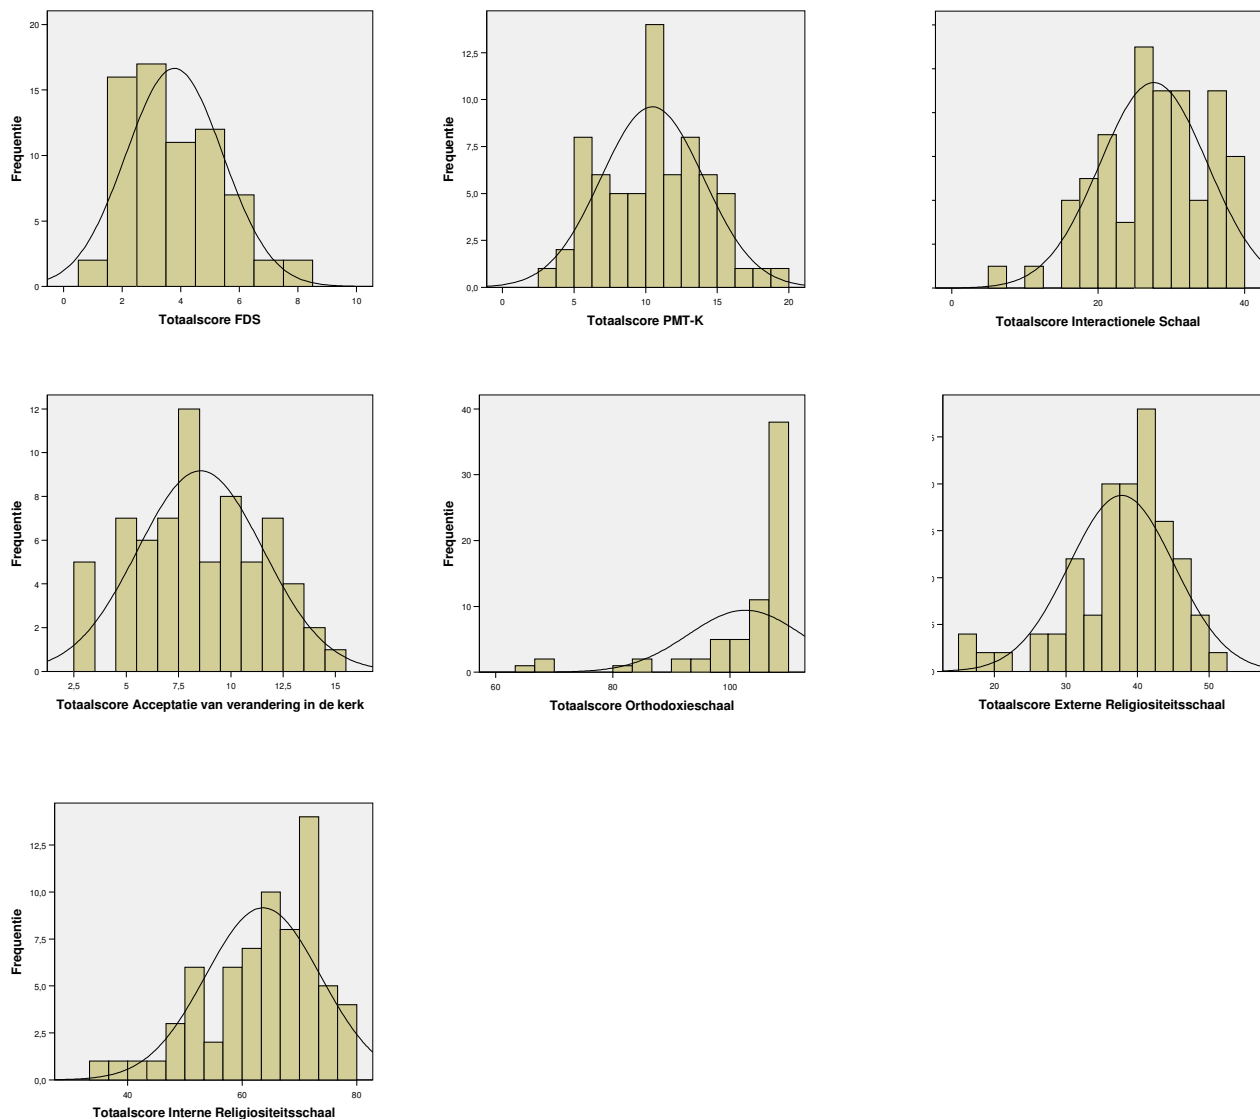 20
15
10
5
0
Frequentie
0 2 4 6 8 10
Totaalscore FDS
12,5
10,0
7,5
5,0
2,5
0,0
Frequentie
0 5 10 15 20
Totaalscore PMT-K
0 20 40
Totaalscore Interactionele Schaal
12
10
8
6
4
2
0
Frequentie
2,5 5 7,5 10 12,5 15
Totaalscore Acceptatie van verandering in de kerk
40
30
20
10
0
Frequentie
60 80 100
Totaalscore Orthodoxieschaal
20 30 40 50
Totaalscore Externe Religiositeitsschaal
12,5
10,0
7,5
5,0
2,5
0,0
Frequentie
40 60 80
Totaalscore Interne Religiositeitsschaal